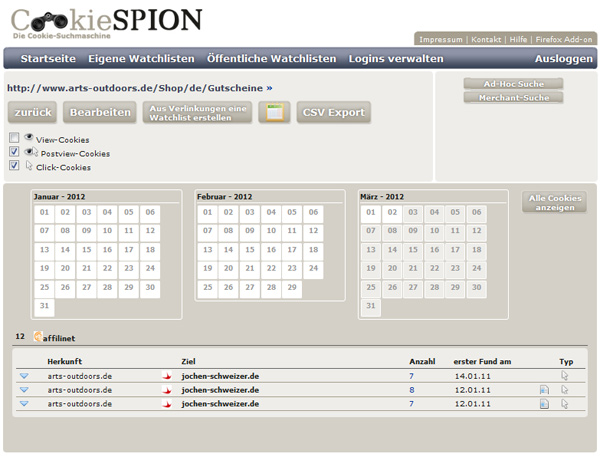 CookieSPION
Die Cookie-Suchmaschine
Impressum | Kontakt | Hilfe | Firefox Add-on
Startseite Eigene Watchlisten Öffentliche Watchlisten Logins verwalten Ausloggen
http://www.arts-outdoors.de/Shop/de/Gutscheine »
Ad-Hoc Suche
Merchant-Suche
zurück Bearbeiten Aus Verlinkungen eine Watchlist erstellen CSV Export
View-Cookies
Postview-Cookies
Click-Cookies
Januar - 2012
01 02 03 04 05 06
07 08 09 10 11 12
13 14 15 16 17 18
19 20 21 22 23 24
25 26 27 28 29 30
31
Februar - 2012
01 02 03 04 05 06
07 08 09 10 11 12
13 14 15 16 17 18
19 20 21 22 23 24
25 26 27 28 29
März - 2012
01 02 03 04 05 06
07 08 09 10 11 12
13 14 15 16 17 18
19 20 21 22 23 24
25 26 27 28 29 30
31
Alle Cookies
anzeigen
12 affilinet
Herkunft Ziel Anzahl erster Fund am Typ
arts-outdoors.de jochen-schweizer.de 7 14.01.11
arts-outdoors.de jochen-schweizer.de 8 12.01.11
arts-outdoors.de jochen-schweizer.de 7 12.01.11